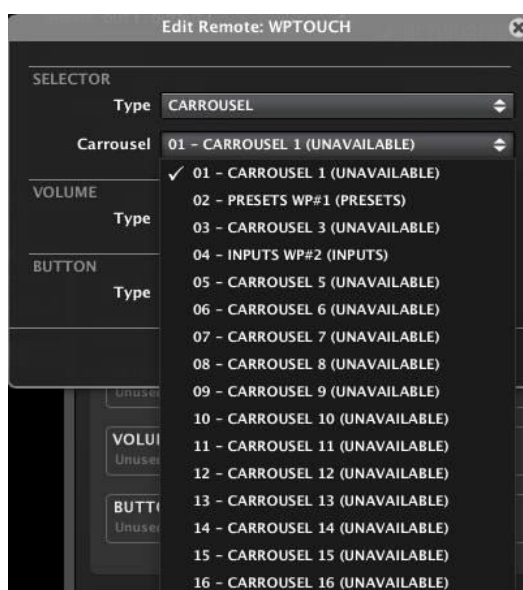 Edit Remote: WPTOUCH
SELECTOR
Type CARROUSEL
Carrousel 01 - CARROUSEL 1 (UNAVAILABLE)
✓ 01 - CARROUSEL 1 (UNAVAILABLE)
VOLUME
02 - PRESETS WP#1 (PRESETS)
Type
03 - CARROUSEL 3 (UNAVAILABLE)
04 - INPUTS WP#2 (INPUTS)
BUTTON
05 - CARROUSEL 5 (UNAVAILABLE)
Type
06 - CARROUSEL 6 (UNAVAILABLE)
07 - CARROUSEL 7 (UNAVAILABLE)
08 - CARROUSEL 8 (UNAVAILABLE)
09 - CARROUSEL 9 (UNAVAILABLE)
Unuse
10 - CARROUSEL 10 (UNAVAILABLE)
VOLU
11 - CARROUSEL 11 (UNAVAILABLE)
Unuse
12 - CARROUSEL 12 (UNAVAILABLE)
13 - CARROUSEL 13 (UNAVAILABLE)
BUTT
14 - CARROUSEL 14 (UNAVAILABLE)
Unuse
15 - CARROUSEL 15 (UNAVAILABLE)
16 - CARROUSEL 16 (UNAVAILABLE)